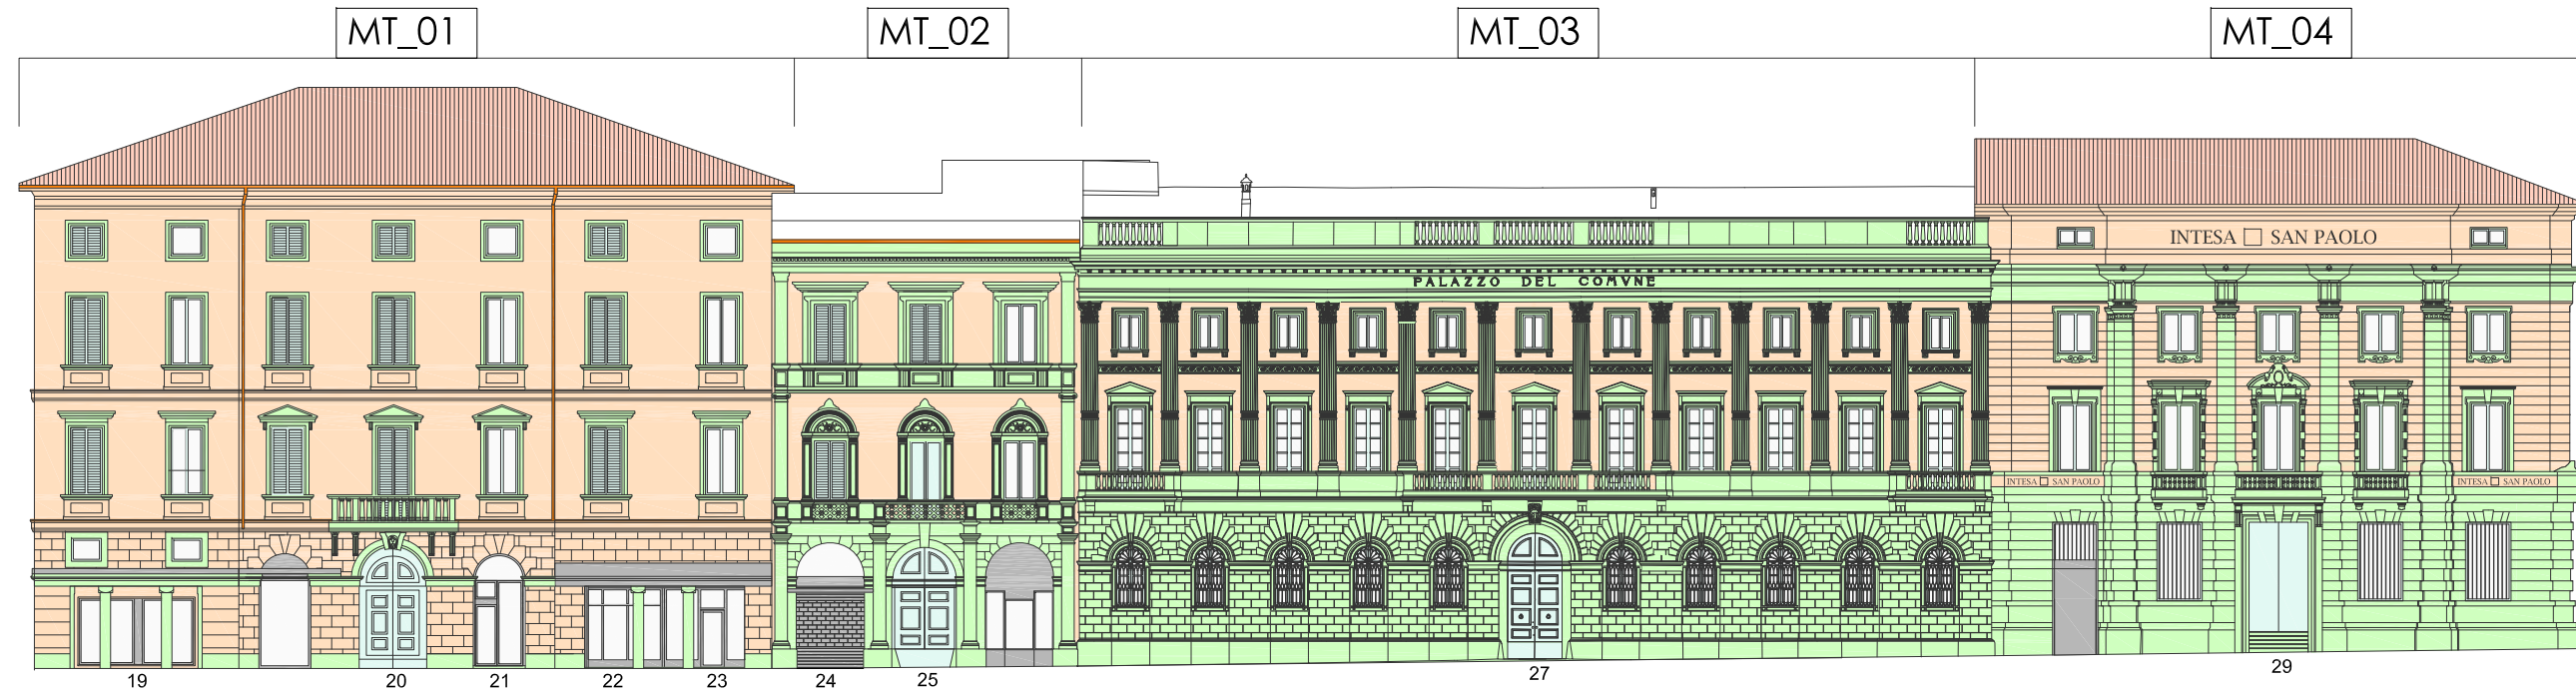 MT_01
MT_02
MT_03
MT_04
INTESA SAN PAOLO
PALAZZO DEL COMVNE
INTESA SAN PAOLO
INTESA SAN PAOLO
19
20
21
22
23
24
25
27
29